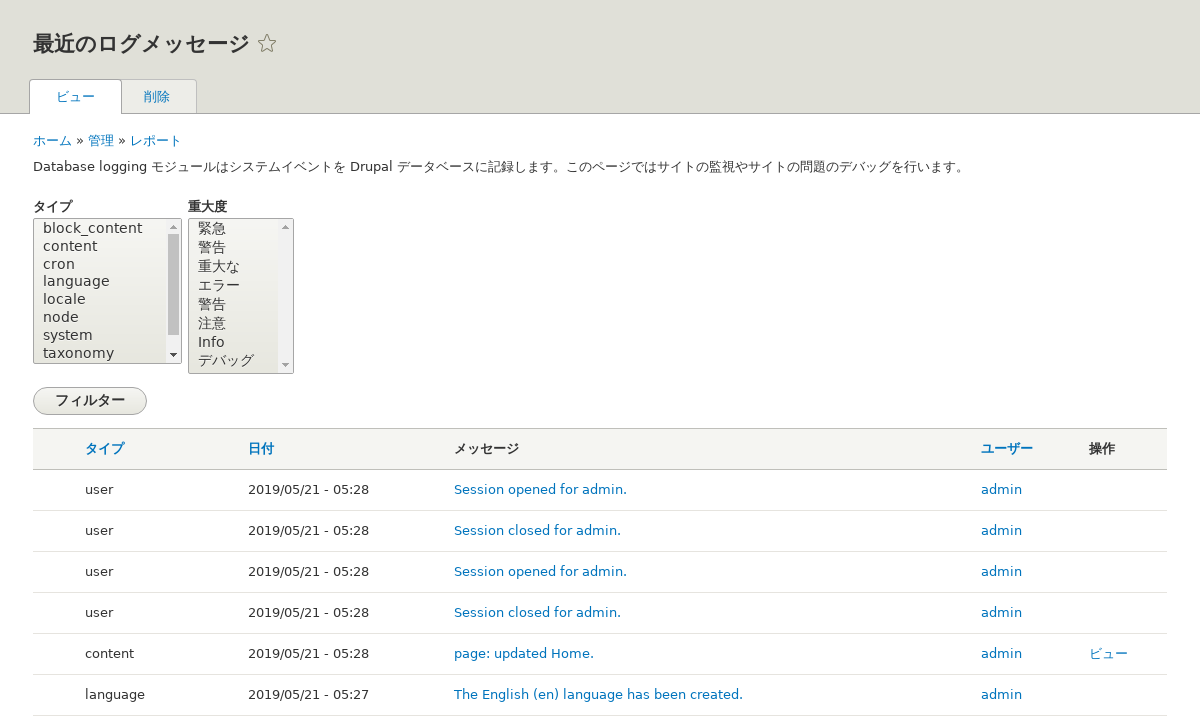 最近のログメッセージ
ビュー 削除
ホーム » 管理 » レポート
Database logging モジュールはシステムイベントを Drupal データベースに記録します。このページではサイトの監視やサイトの問題のデバッグを行います。
タイプ
block_content
content
cron
language
locale
node
system
taxonomy
重大度
緊急
警告
重大な
エラー
警告
注意
Info
デバッグ
フィルター
タイプ 日付 メッセージ ユーザー 操作
user 2019/05/21 - 05:28 Session opened for admin. admin
user 2019/05/21 - 05:28 Session closed for admin. admin
user 2019/05/21 - 05:28 Session opened for admin. admin
user 2019/05/21 - 05:28 Session closed for admin. admin
content 2019/05/21 - 05:28 page: updated Home. admin ビュー
language 2019/05/21 - 05:27 The English (en) language has been created. admin